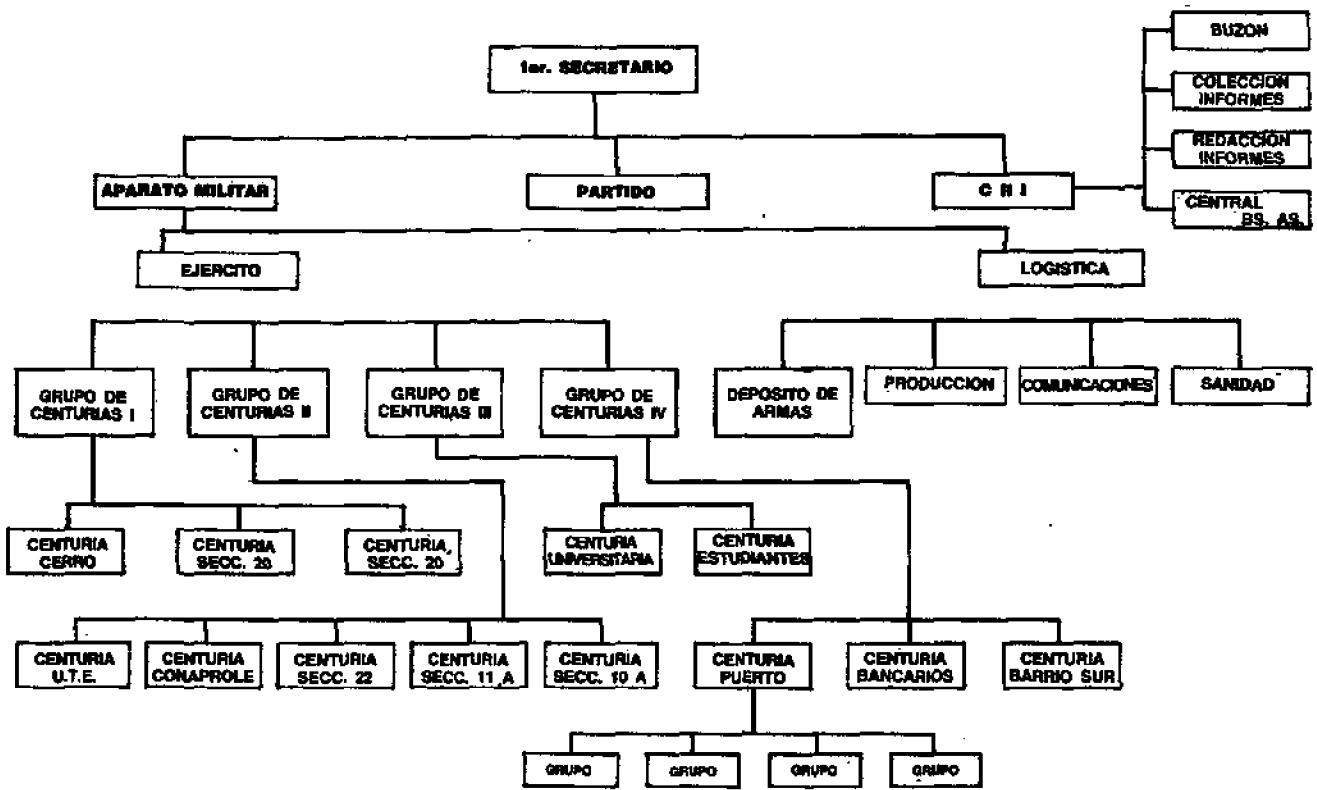 BUZON
1er. SECRETARIO
COLECCION
INFORMES
REDACCION
INFORMES
APARATO MILITAR
PARTIDO
C R I
CENTRAL
BS. AS.
EJERCITO
LOGISTICA
GRUPO DE
CENTURIAS I
GRUPO DE
CENTURIAS II
GRUPO DE
CENTURIAS III
GRUPO DE
CENTURIAS IV
DEPOSITO DE
ARMAS
PRODUCCION
COMUNICACIONES
SANIDAD
CENTURIA
CERRO
CENTURIA
SECC. 20
CENTURIA
SECC. 20
CENTURIA
UNIVERSITARIA
CENTURIA
ESTUDIANTES
CENTURIA
U.T.E.
CENTURIA
CONAPROLE
CENTURIA
SECC. 22
CENTURIA
SECC. 11 A
CENTURIA
SECC. 10 A
CENTURIA
PUERTO
CENTURIA
BANCARIOS
CENTURIA
BARRIO SUR
GRUPO
GRUPO
GRUPO
GRUPO